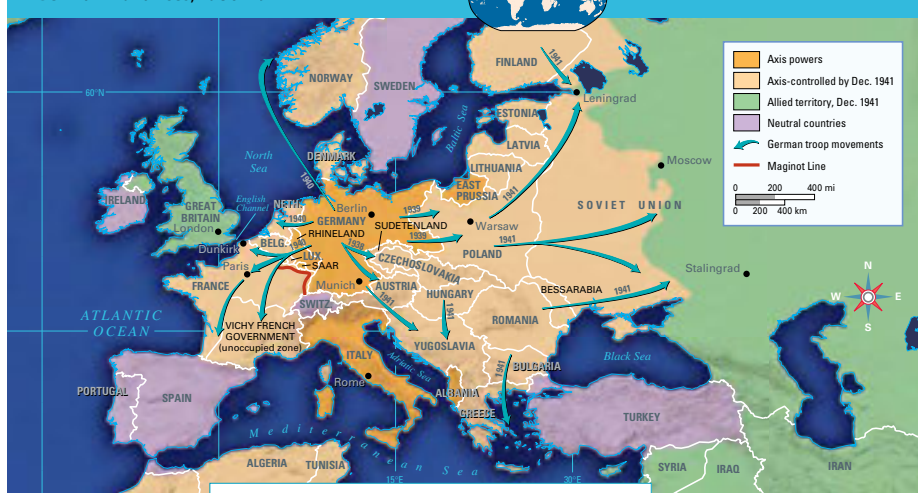 Axis powers
Axis-controlled by Dec. 1941
Allied territory, Dec. 1941
Neutral countries
German troop movements
Maginot Line
0 200 400 mi
0 200 400 km
N
W E
S
60°N
NORWAY
SWEDEN
FINLAND
1941
Leningrad
ESTONIA
Baltic Sea
LATVIA
Moscow
North
Sea
DENMARK
LITHUANIA
EAST
PRUSSIA
1941
1940
IRELAND
GREAT
BRITAIN
London
English
Channel
NETH.
1940
Berlin
GERMANY
1939
RHINELAND
SUDETENLAND
Warsaw
SOVIET UNION
Dunkirk
BELG.
1940
1938
1939
POLAND
1941
LUX.
SAAR
CZECHOSLOVAKIA
Stalingrad
Paris
FRANCE
Munich
AUSTRIA
HUNGARY
BESSARABIA
1941
SWITZ.
1941
1941
ROMANIA
ATLANTIC
OCEAN
VICHY FRENCH
GOVERNMENT
(unoccupied zone)
YUGOSLAVIA
ITALY
Adriatic Sea
Black Sea
BULGARIA
1941
Rome
PORTUGAL
SPAIN
ALBANIA
GREECE
TURKEY
Mediterranean Sea
ALGERIA
TUNISIA
SYRIA
IRAQ
IRAN
15°E
30°E